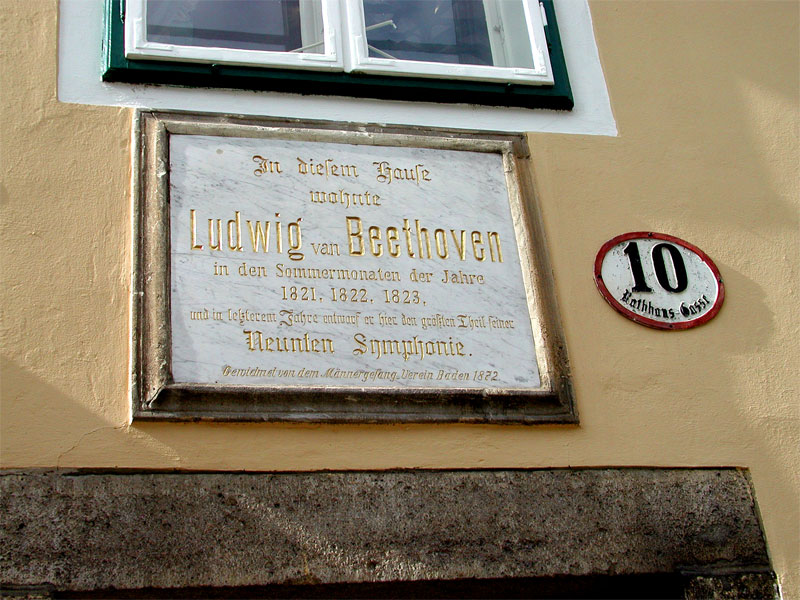 In diesem Hause
wohnte
Ludwig van Beethoven
in den Sommermonaten der Jahre
1821, 1822, 1823,
und in letzterem Jahre entwarf er hier den größten Theil seiner
Neunten Symphonie.
Gewidmet von dem Männergesang-Verein Baden 1872
10
Rathhaus-Gasse